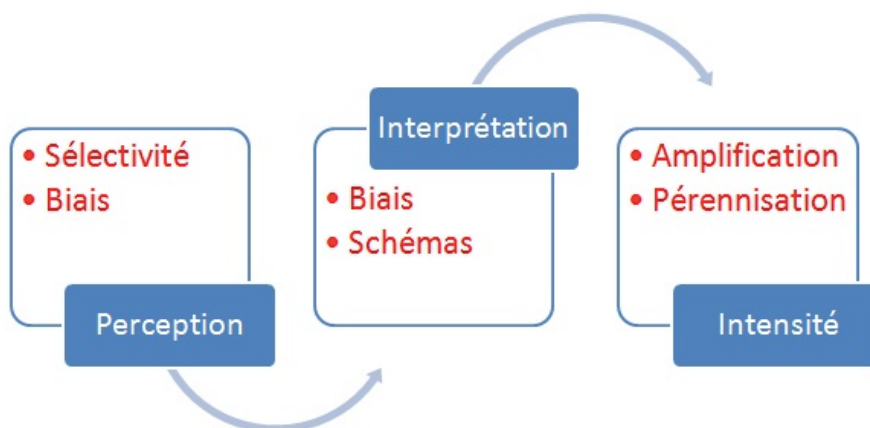 • Sélectivité
• Biais
Perception
Interprétation
• Biais
• Schémas
• Amplification
• Pérennisation
Intensité